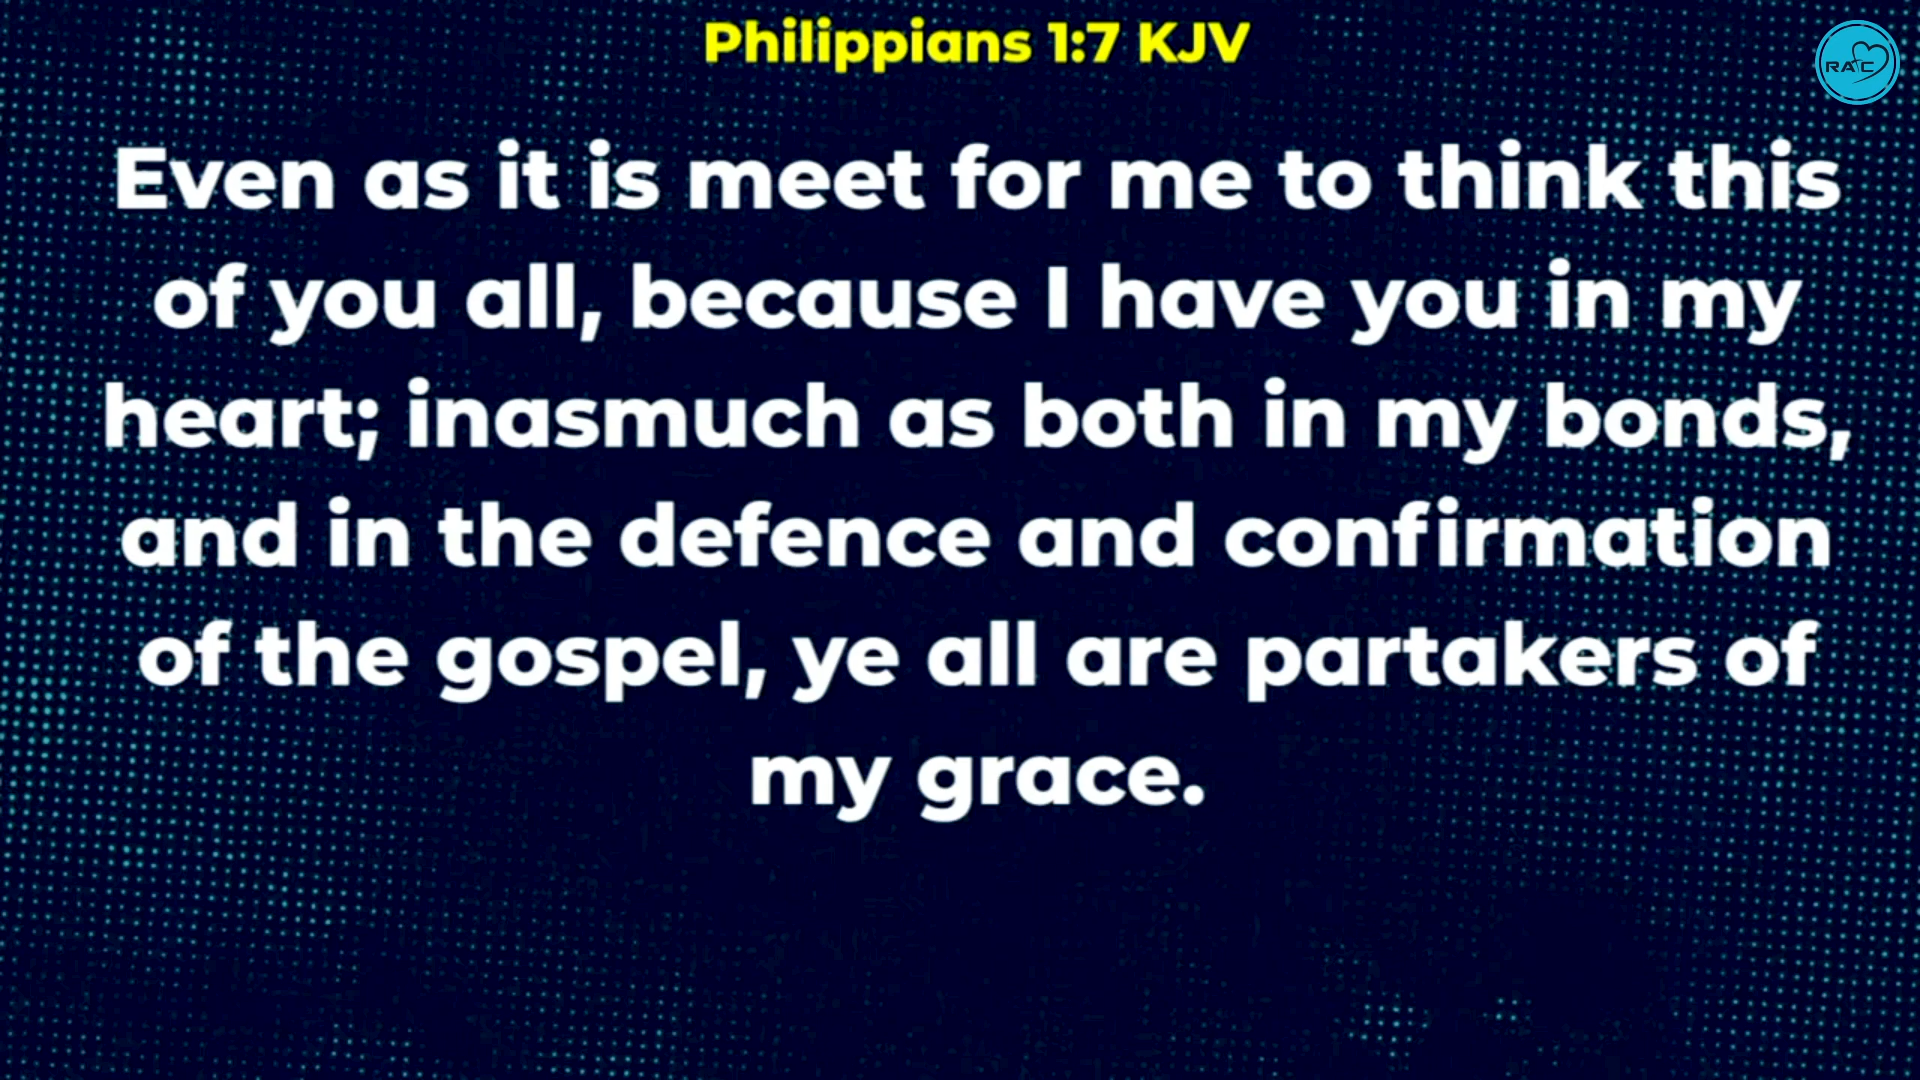 Philippians 1:7 KJV
RAFC
Even as it is meet for me to think this
of you all, because I have you in my
heart; inasmuch as both in my bonds,
and in the defence and confirmation
of the gospel, ye all are partakers of
my grace.